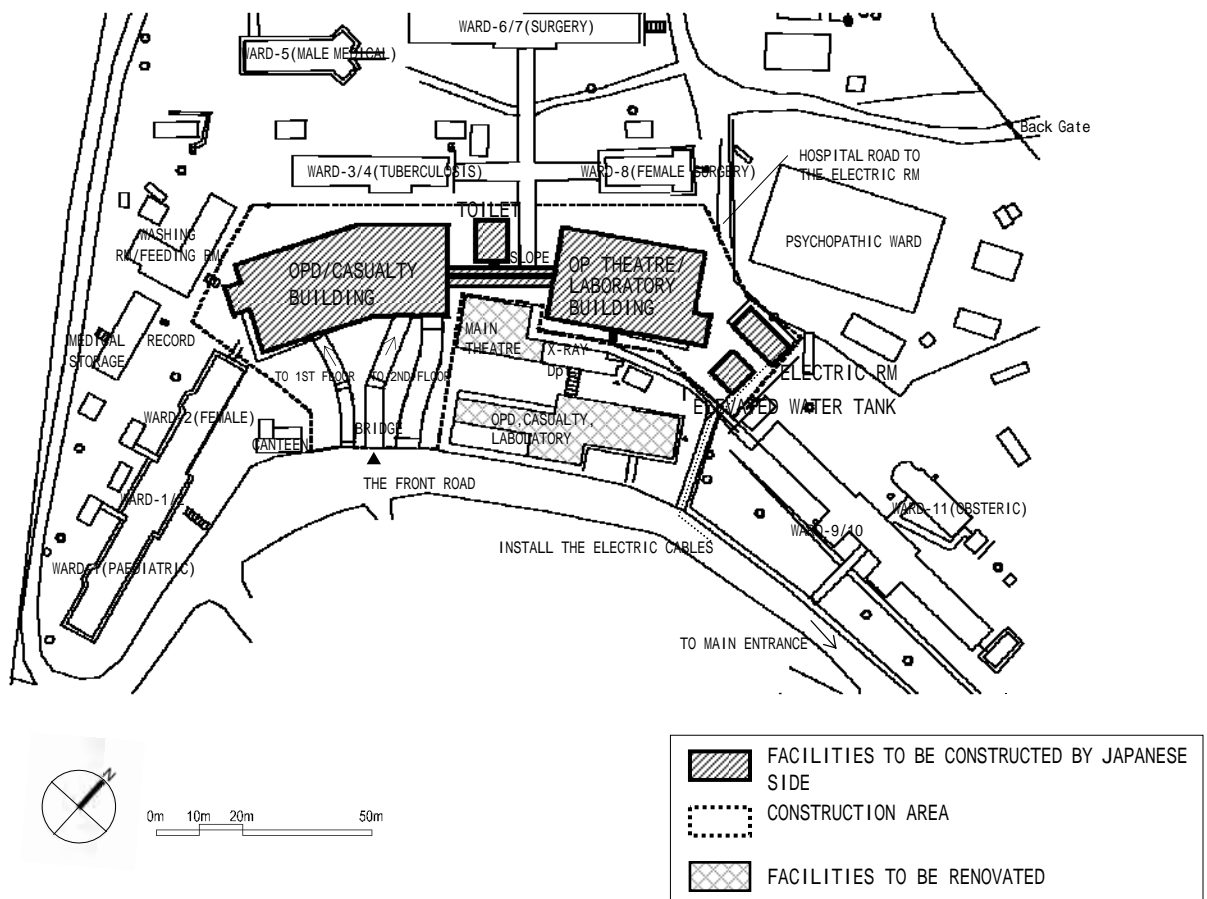 WARD-6/7(SURGERY)
WARD-5(MALE MEDICAL)
Back Gate
HOSPITAL ROAD TO
THE ELECTRIC RM
WARD-3/4(TUBERCULOSIS)
WARD-8(FEMALE SURGERY)
TOILET
WASHING
RM/FEEDING RM
PSYCHOPATHIC WARD
SLOPE
OPD/CASUALTY
BUILDING
OP THEATRE/
LABORATORY
BUILDING
MEDICAL RECORD
STORAGE
MAIN
THEATRE
X-RAY
Dp
TO 1ST FLOOR
TO 2ND FLOOR
ELECTRIC RM
ELEVATED WATER TANK
WARD-2(FEMALE)
CANTEEN
BRIDGE
OPD,CASUALTY,
LABOLATORY
THE FRONT ROAD
WARD-1/2
WARD-11(OBSTERIC)
WARD-9/10
INSTALL THE ELECTRIC CABLES
WARD-1(PAEDIATRIC)
TO MAIN ENTRANCE
N
0m 10m 20m 50m
FACILITIES TO BE CONSTRUCTED BY JAPANESE
SIDE
CONSTRUCTION AREA
FACILITIES TO BE RENOVATED